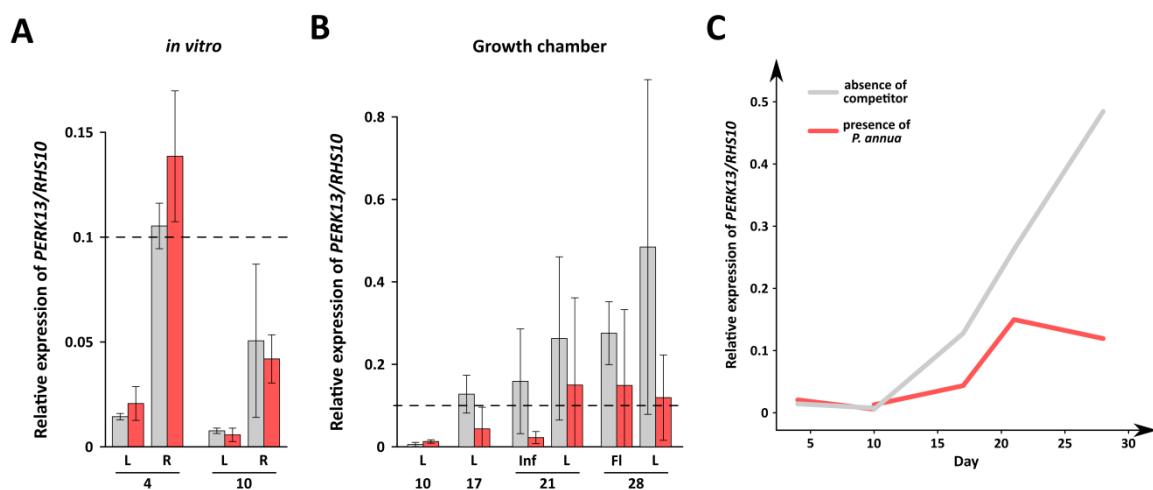 A
in vitro
Relative expression of PERK13/RHS10
0.15
0.1
0.05
0
L R L R
4 10
B
Growth chamber
Relative expression of PERK13/RHS10
0.8
0.6
0.4
0.2
0
L L Inf L Fl L
10 17 21 28
C
absence of
competitor
presence of
P. annua
Relative expression of PERK13/RHS10
0.5
0.4
0.3
0.2
0.1
0
5 10 15 20 25 30
Day